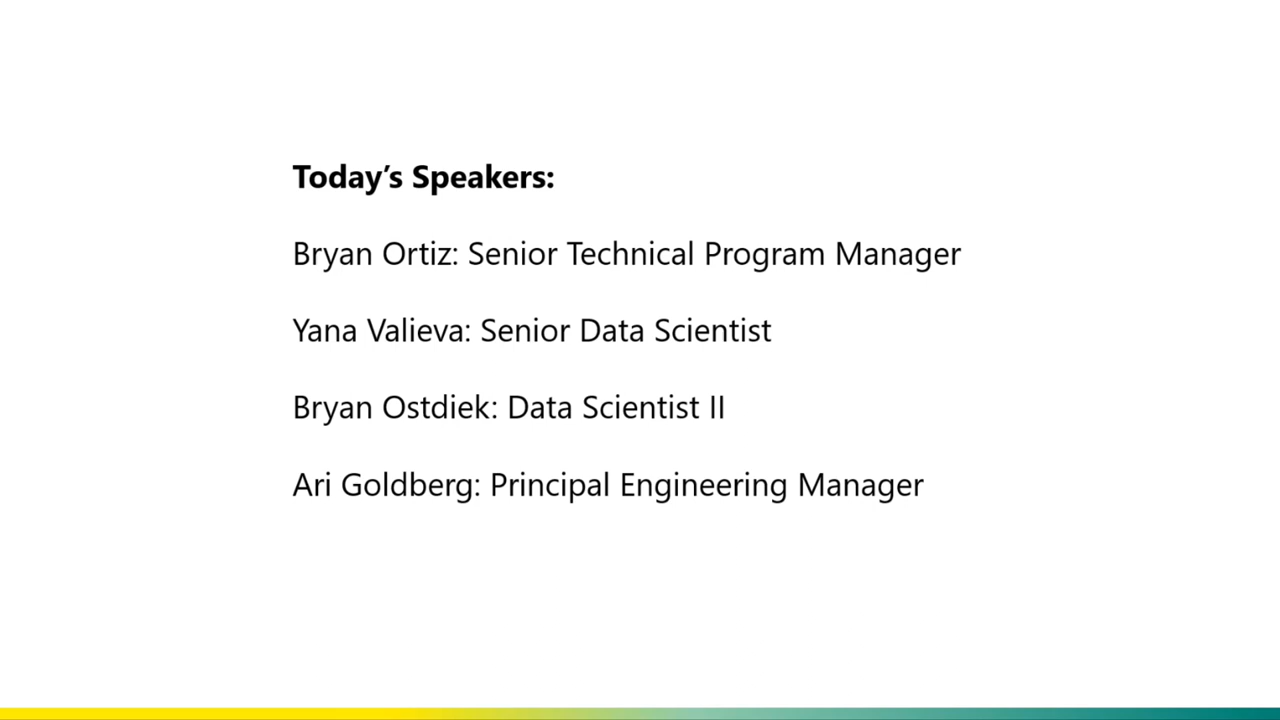 Today’s Speakers:
Bryan Ortiz: Senior Technical Program Manager
Yana Valieva: Senior Data Scientist
Bryan Ostdiek: Data Scientist II
Ari Goldberg: Principal Engineering Manager